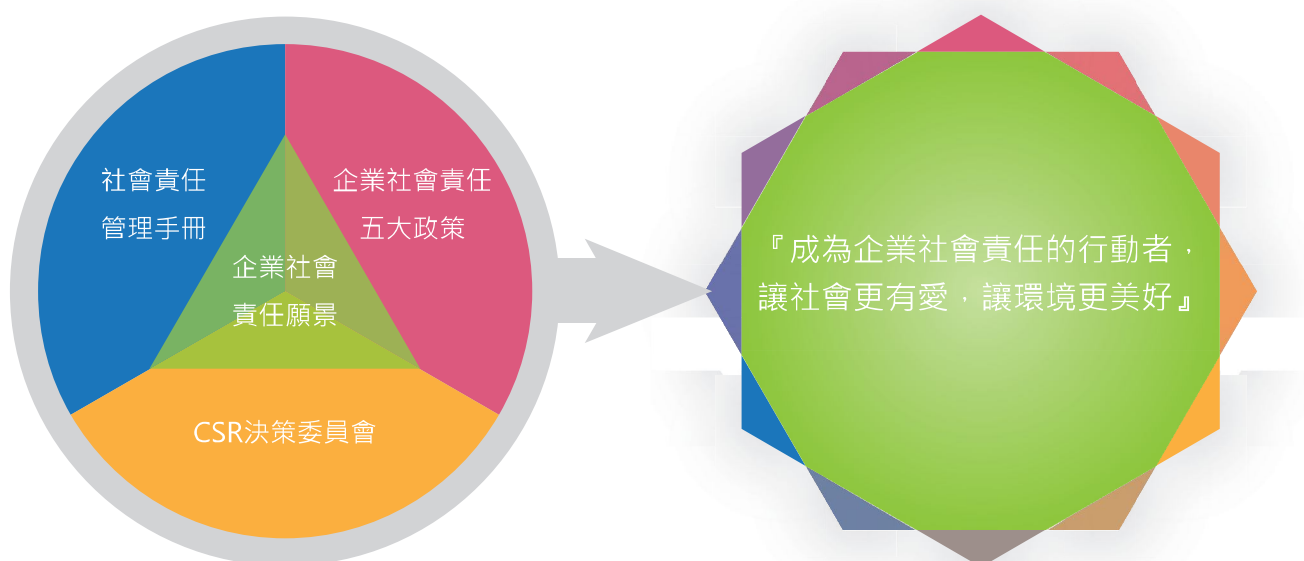 社會責任
管理手冊
企業社會責任
五大政策
企業社會
責任願景
CSR決策委員會
『成為企業社會責任的行動者，
讓社會更有愛，讓環境更美好』